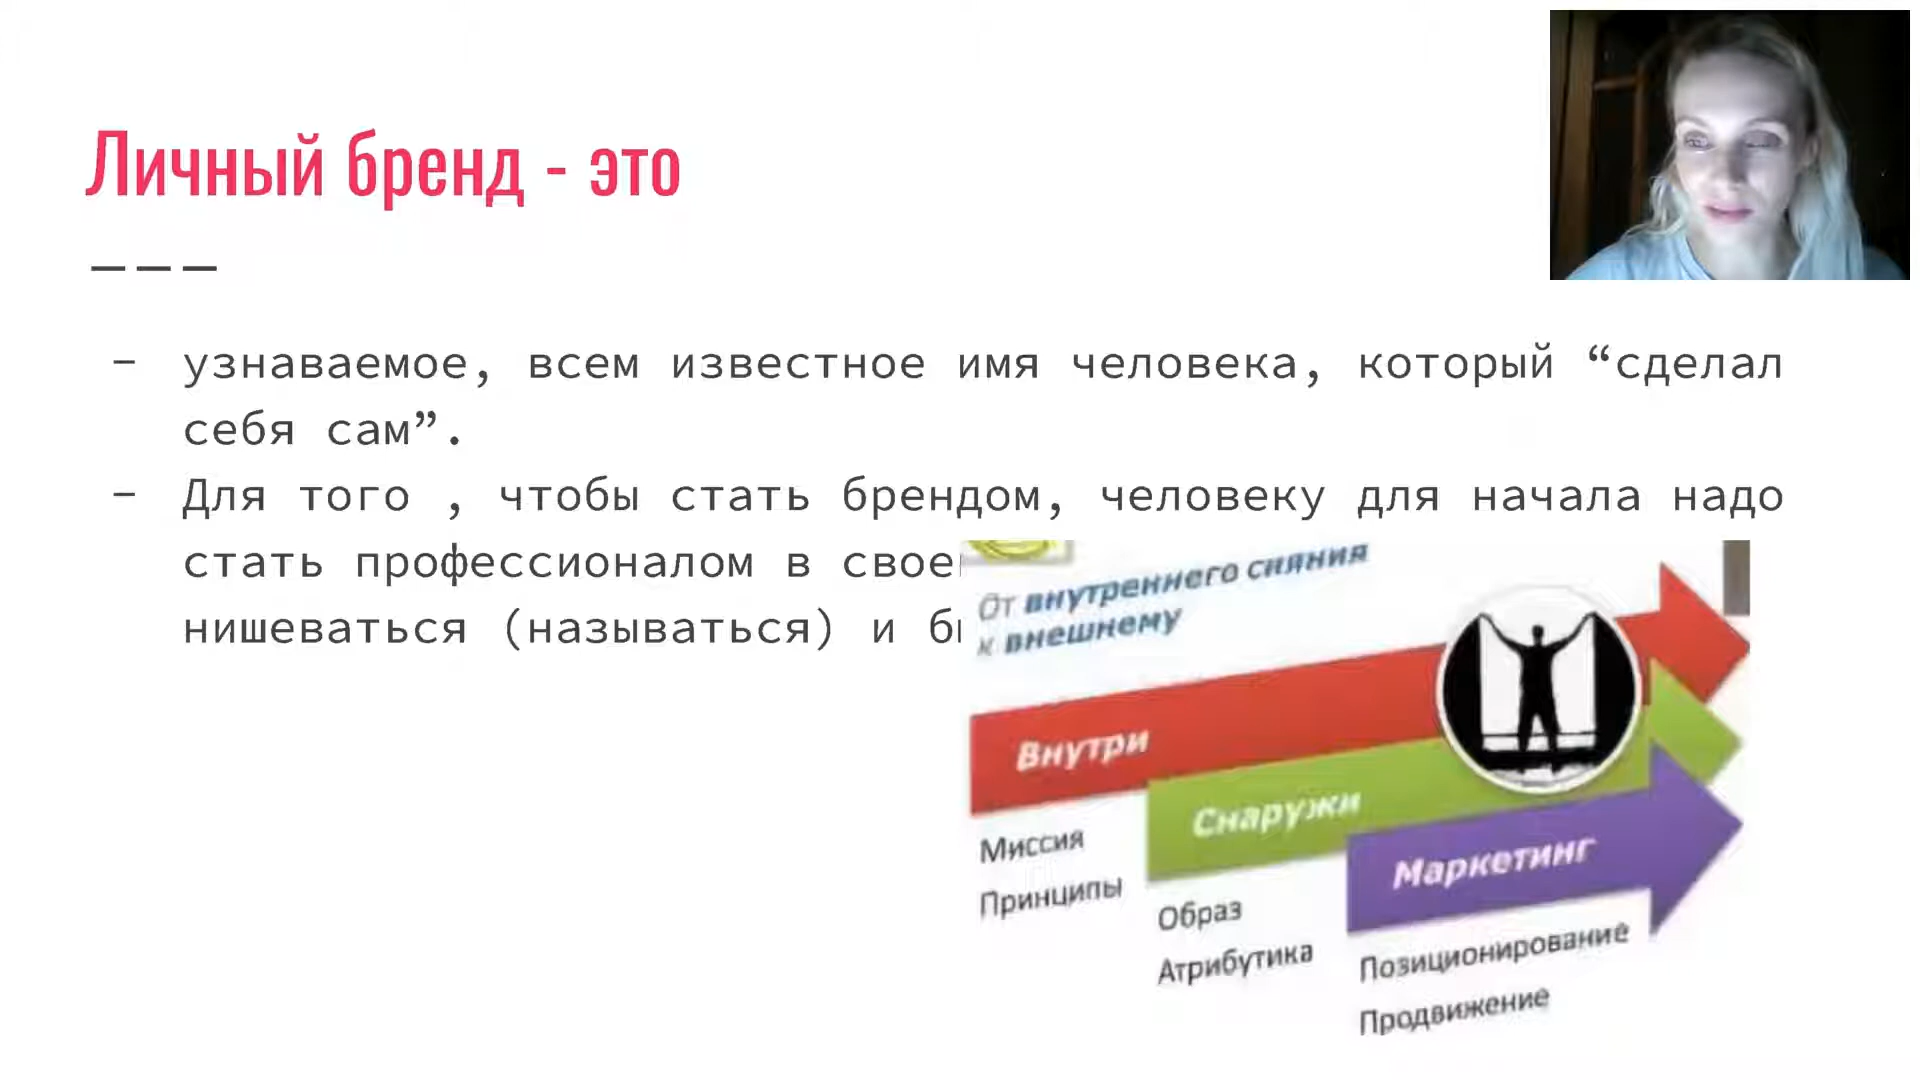 Личный бренд - это
- узнаваемое, всем известное имя человека, который “сделал
себя сам”.
- Для того , чтобы стать брендом, человеку для начала надо
стать профессионалом в
нишеваться (называться) и
От внутреннего сияния
к внешнему
Внутри
Снаружи
Маркетинг
Миссия
Принципы
Образ
Атрибутика
Позиционирование
Продвижение